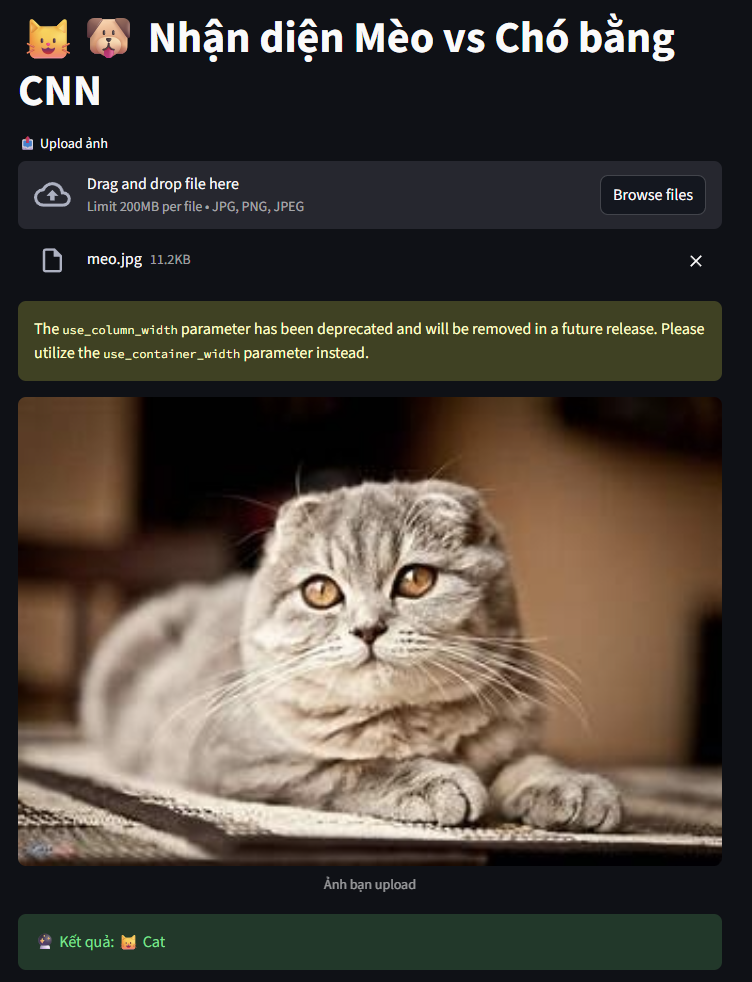 Nhận diện Mèo vs Chó bằng
CNN
Upload ảnh
Drag and drop file here
Limit 200MB per file • JPG, PNG, JPEG
Browse files
meo.jpg 11.2KB
The use_column_width parameter has been deprecated and will be removed in a future release. Please
utilize the use_container_width parameter instead.
Ảnh bạn upload
Kết quả: Cat